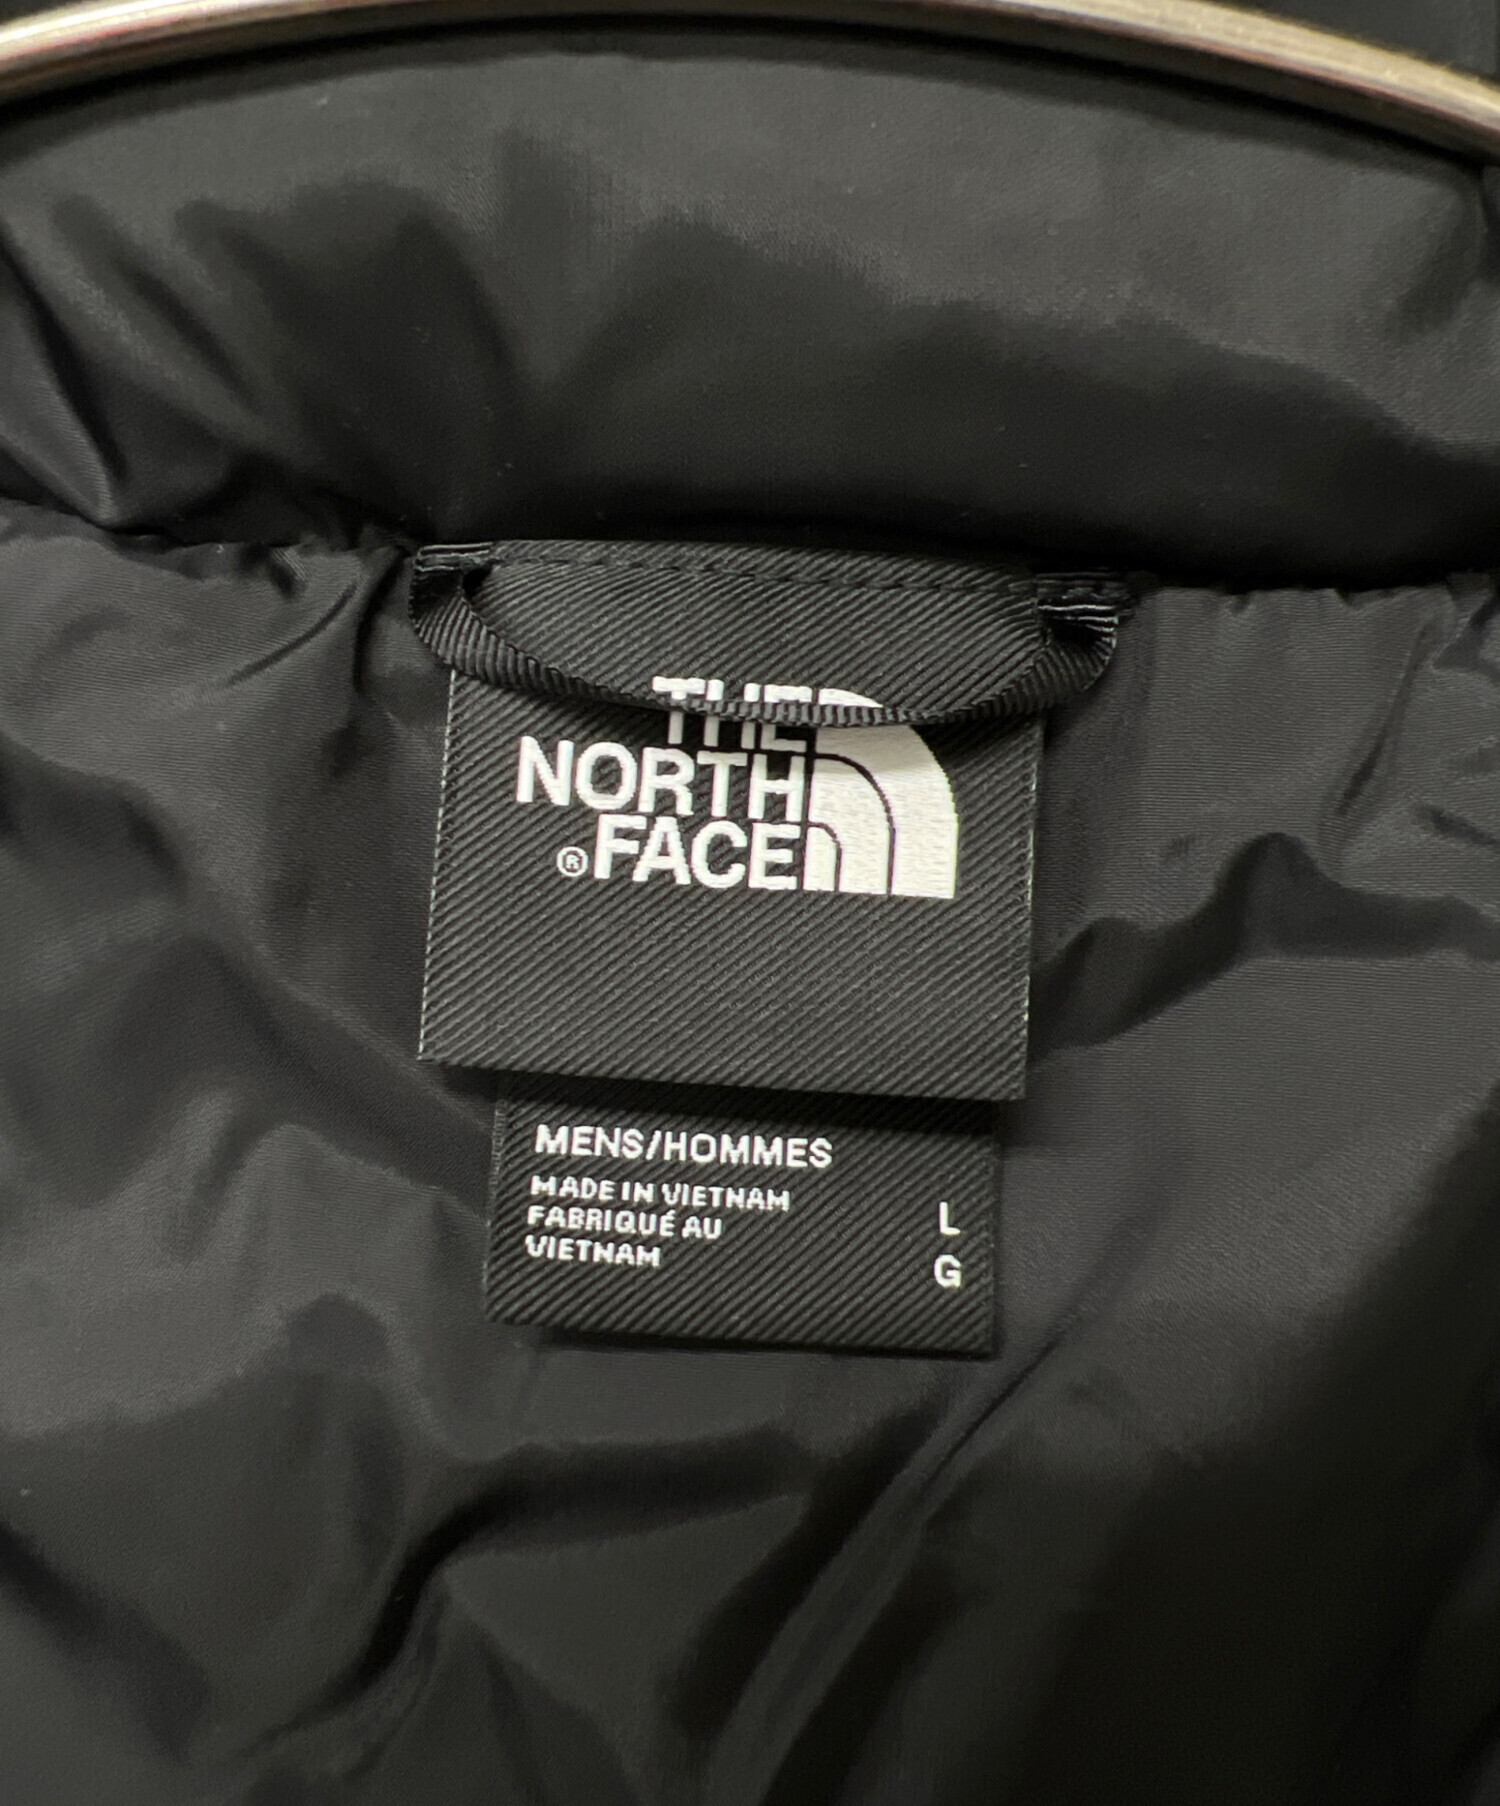 THE
NORTH
®FACE
MENS/HOMMES
MADE IN VIETNAM
FABRIQUÉ AU
VIETNAM
L
G